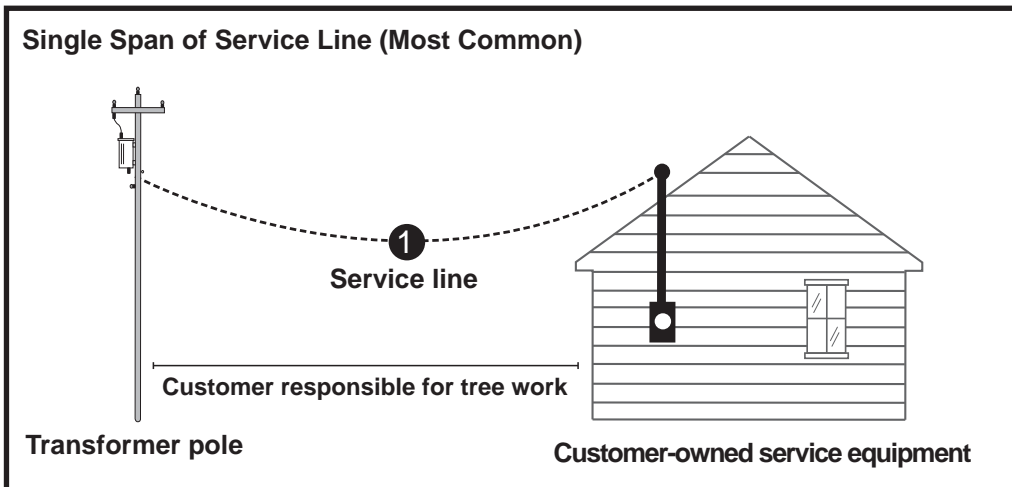 Single Span of Service Line (Most Common)
1
Service line
Customer responsible for tree work
Transformer pole
Customer-owned service equipment